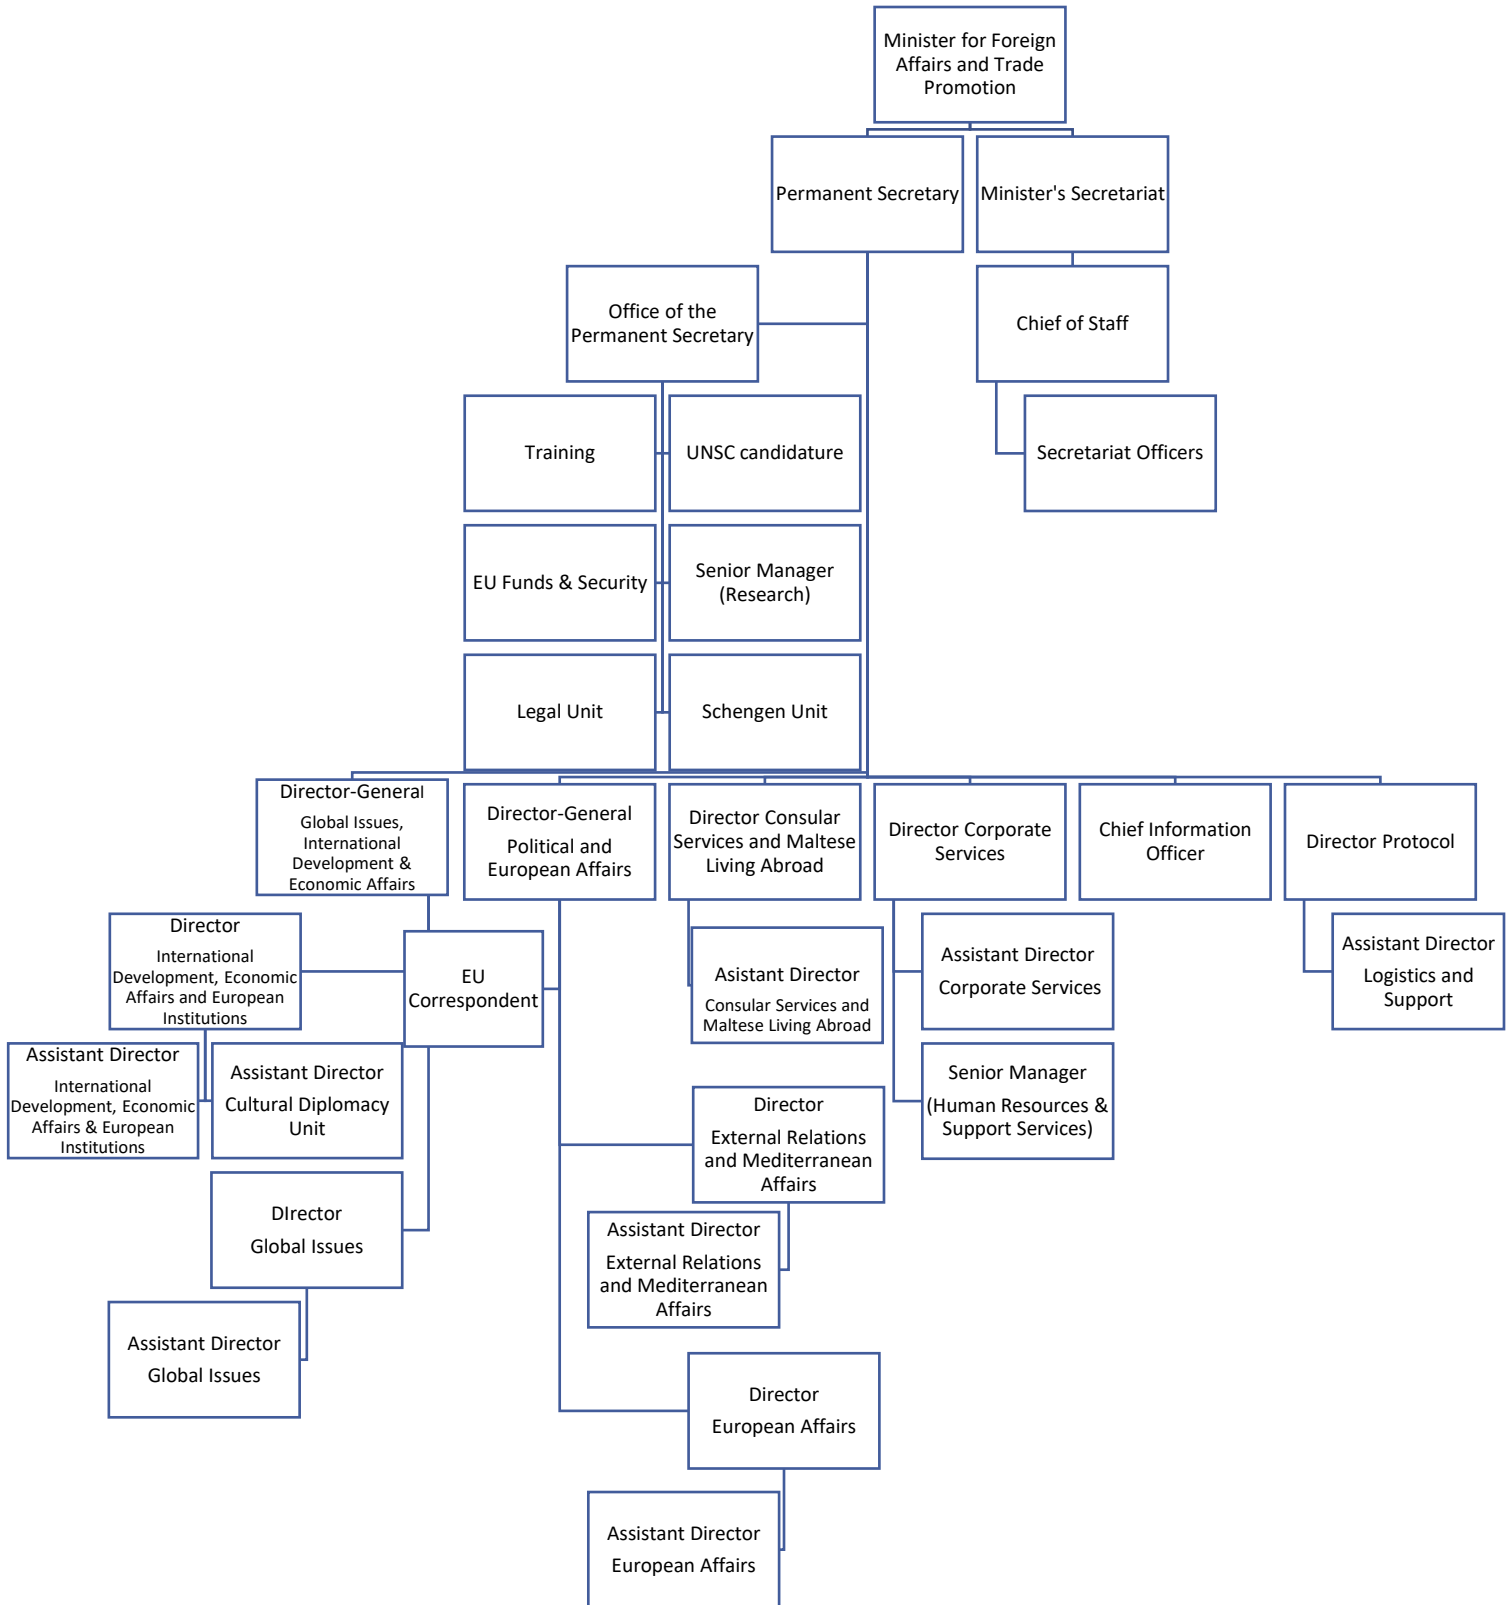 Minister for Foreign
Affairs and Trade
Promotion
Permanent Secretary
Minister's Secretariat
Office of the
Permanent Secretary
Chief of Staff
Training
UNSC candidature
Secretariat Officers
EU Funds & Security
Senior Manager
(Research)
Legal Unit
Schengen Unit
Director-General
Global Issues,
International
Development &
Economic Affairs
Director-General
Political and
European Affairs
Director Consular
Services and Maltese
Living Abroad
Director Corporate
Services
Chief Information
Officer
Director Protocol
Director
International
Development, Economic
Affairs and European
Institutions
EU
Correspondent
Asistant Director
Consular Services and
Maltese Living Abroad
Assistant Director
Corporate Services
Assistant Director
Logistics and
Support
Assistant Director
International
Development, Economic
Affairs & European
Institutions
Assistant Director
Cultural Diplomacy
Unit
Director
External Relations
and Mediterranean
Affairs
Senior Manager
(Human Resources &
Support Services)
DIrector
Global Issues
Assistant Director
External Relations
and Mediterranean
Affairs
Assistant Director
Global Issues
Director
European Affairs
Assistant Director
European Affairs